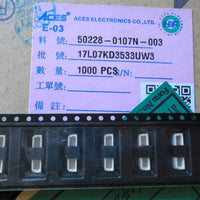 ACES ACES ELECTRONICS CO.,LTD.
E-03
料 號: 50228-0107N-003
批 號: 17L07KD3533UW3
數 量: 1000 PCS/N:
工單號:
備 註: